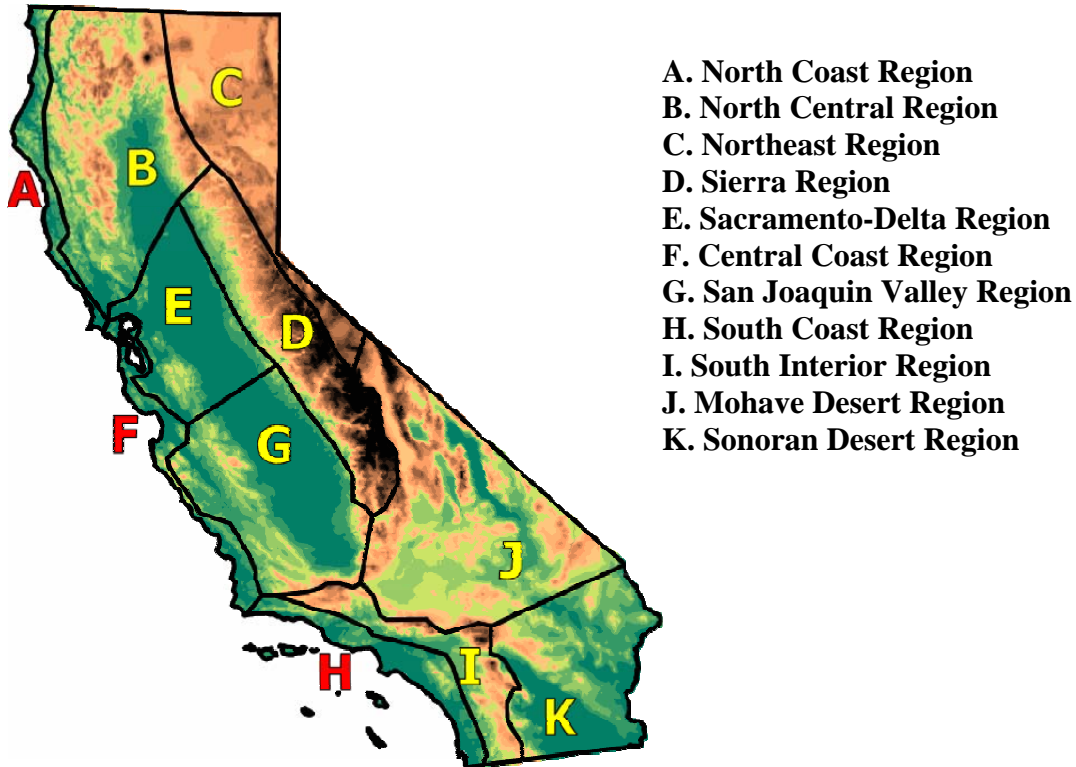 C
B
A
E
D
F
G
J
H
I
K
A. North Coast Region
B. North Central Region
C. Northeast Region
D. Sierra Region
E. Sacramento-Delta Region
F. Central Coast Region
G. San Joaquin Valley Region
H. South Coast Region
I. South Interior Region
J. Mohave Desert Region
K. Sonoran Desert Region